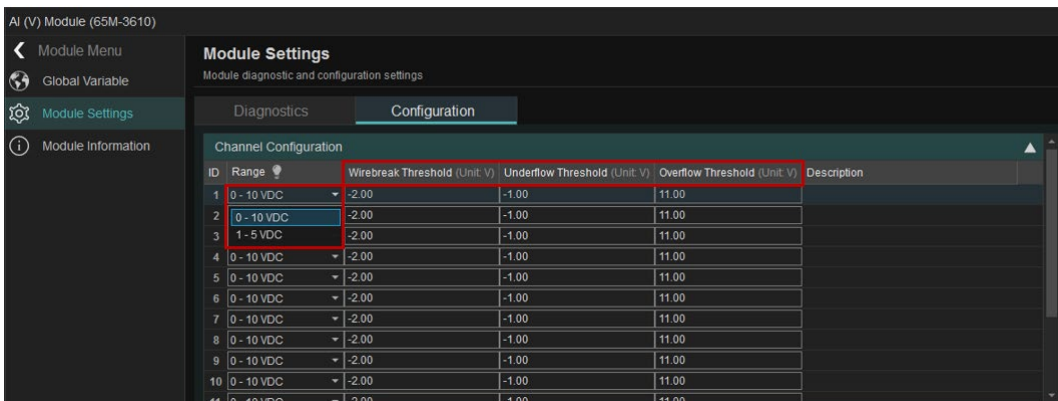 AI (V) Module (65M-3610)
Module Menu
Global Variable
Module Settings
Module Information
Module Settings
Module diagnostic and configuration settings
Diagnostics Configuration
Channel Configuration
ID Range Wirebreak Threshold (Unit: V) Underflow Threshold (Unit: V) Overflow Threshold (Unit: V) Description
1 0 - 10 VDC -2.00 -1.00 11.00
2 0 - 10 VDC -2.00 -1.00 11.00
3 1 - 5 VDC -2.00 -1.00 11.00
4 0 - 10 VDC -2.00 -1.00 11.00
5 0 - 10 VDC -2.00 -1.00 11.00
6 0 - 10 VDC -2.00 -1.00 11.00
7 0 - 10 VDC -2.00 -1.00 11.00
8 0 - 10 VDC -2.00 -1.00 11.00
9 0 - 10 VDC -2.00 -1.00 11.00
10 0 - 10 VDC -2.00 -1.00 11.00